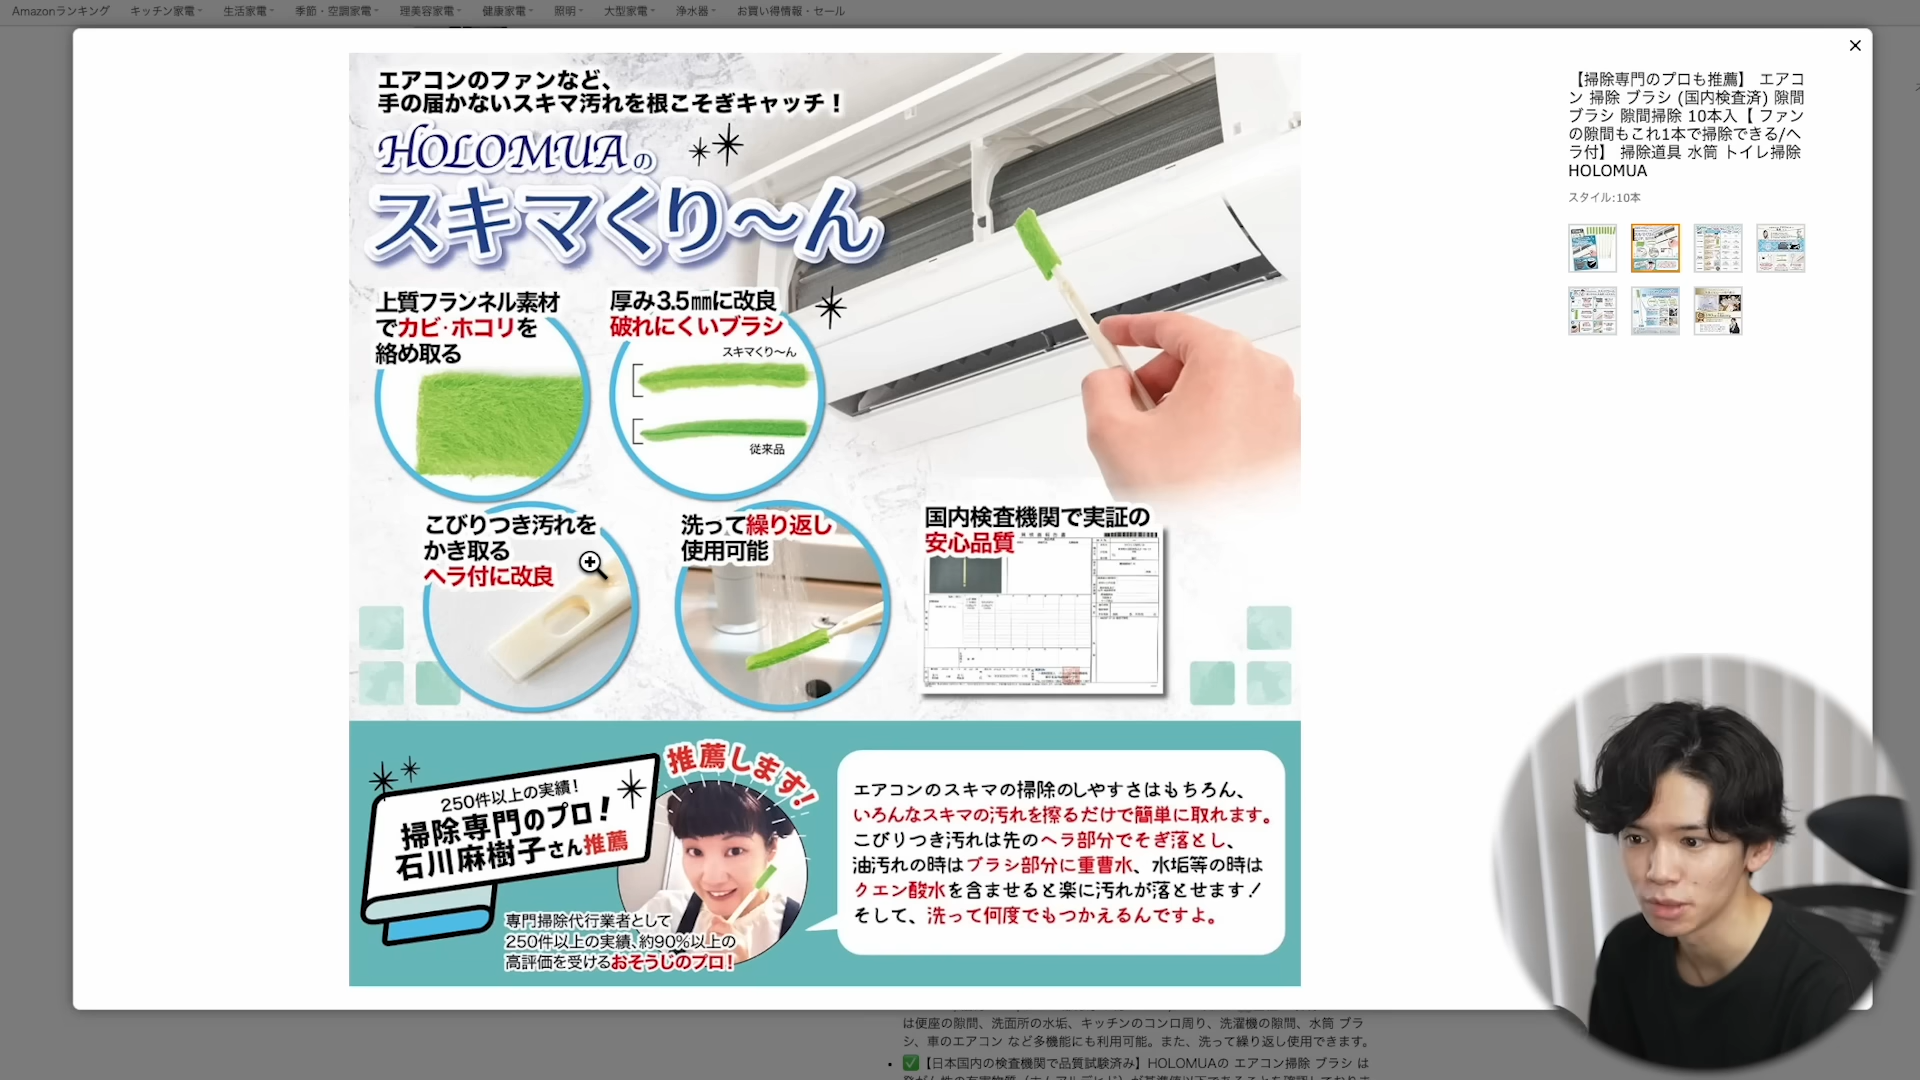 Amazonランキング キッチン家電 生活家電 季節・空調家電 理美容家電 健康家電 照明 大型家電 浄水器 お買い得情報・セール
エアコンのファンなど、
手の届かないスキマ汚れを根こそぎキャッチ！
HOLOMUAの
スキマくり〜ん
上質フランネル素材
でカビ・ホコリを
絡め取る
厚み3.5㎜に改良
破れにくいブラシ
スキマくり〜ん
従来品
こびりつき汚れを
かき取る
ヘラ付に改良
洗って繰り返し
使用可能
国内検査機関で実証の
安心品質
250件以上の実績！
掃除専門のプロ！
石川麻樹子さん推薦
推薦します！
専門掃除代行業者として
250件以上の実績、約90%以上の
高評価を受けるおそうじのプロ！
エアコンのスキマの掃除のしやすさはもちろん、
いろんなスキマの汚れを擦るだけで簡単に取れます。
こびりつき汚れは先のヘラ部分でそぎ落とし、
油汚れの時はブラシ部分に重曹水、水垢等の時は
クエン酸水を含ませると楽に汚れが落とせます！
そして、洗って何度でもつかえるんですよ。
【掃除専門のプロも推薦】 エアコ
ン 掃除 ブラシ (国内検査済) 隙間
ブラシ 隙間掃除 10本入【 ファン
の隙間もこれ1本で掃除できる/ヘ
ラ付】 掃除道具 水筒 トイレ掃除
HOLOMUA
スタイル:10本
は便座の隙間、洗面所の水垢、キッチンのコンロ周り、洗濯機の隙間、水筒 ブラ
シ、車のエアコン など多機能にも利用可能。また、洗って繰り返し使用できます。
• ✅【日本国内の検査機関で品質試験済み】HOLOMUAの エアコン掃除 ブラシ は